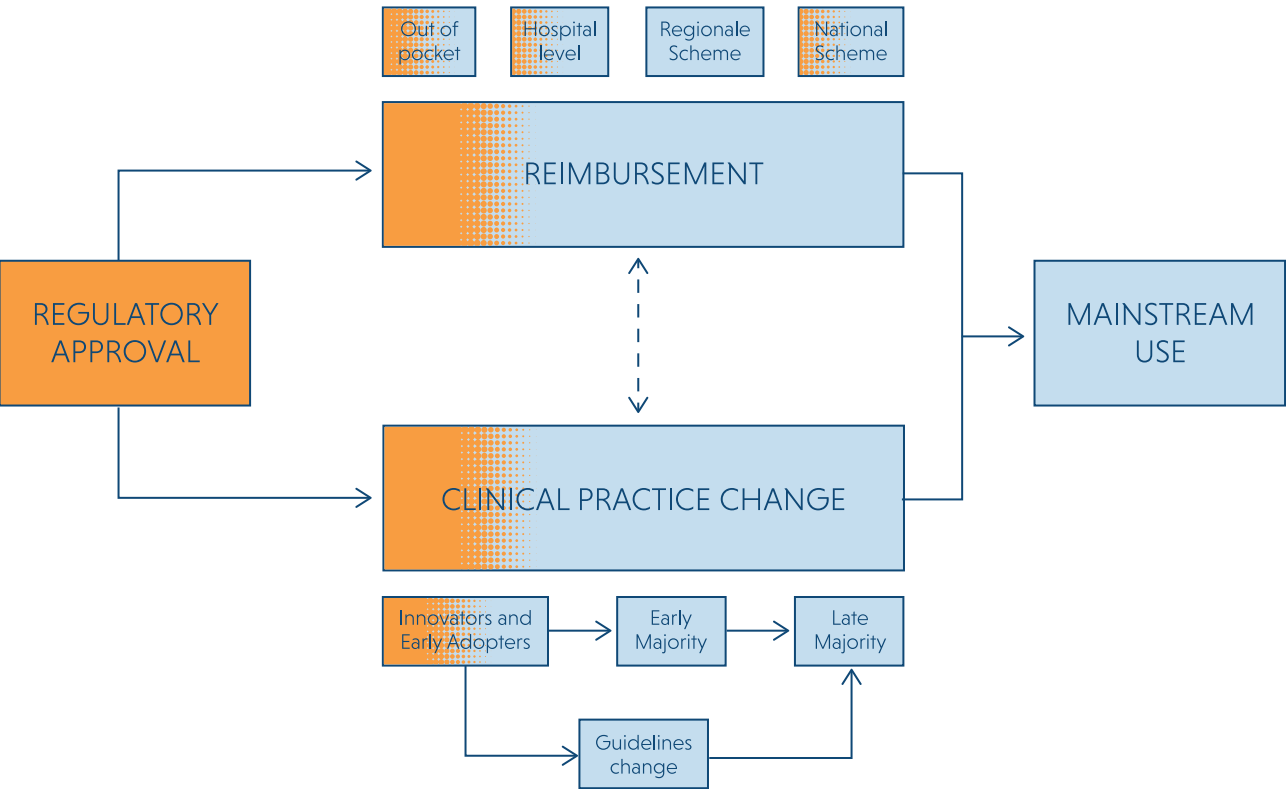 Out of
pocket
Hospital
level
Regionale
Scheme
National
Scheme
REIMBURSEMENT
REGULATORY
APPROVAL
MAINSTREAM
USE
CLINICAL PRACTICE CHANGE
Innovators and
Early Adopters
Early
Majority
Late
Majority
Guidelines
change